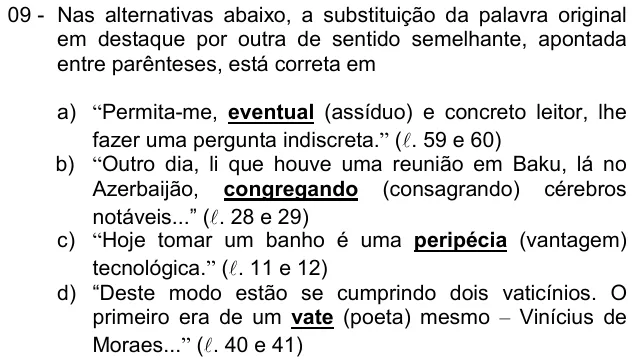 09 - Nas alternativas abaixo, a substituição da palavra original
em destaque por outra de sentido semelhante, apontada
entre parênteses, está correta em
a) “Permita-me, eventual (assíduo) e concreto leitor, lhe
fazer uma pergunta indiscreta.” (ℓ. 59 e 60)
b) “Outro dia, li que houve uma reunião em Baku, lá no
Azerbaijão, congregando (consagrando) cérebros
notáveis...” (ℓ. 28 e 29)
c) “Hoje tomar um banho é uma peripécia (vantagem)
tecnológica.” (ℓ. 11 e 12)
d) “Deste modo estão se cumprindo dois vaticínios. O
primeiro era de um vate (poeta) mesmo – Vinícius de
Moraes...” (ℓ. 40 e 41)